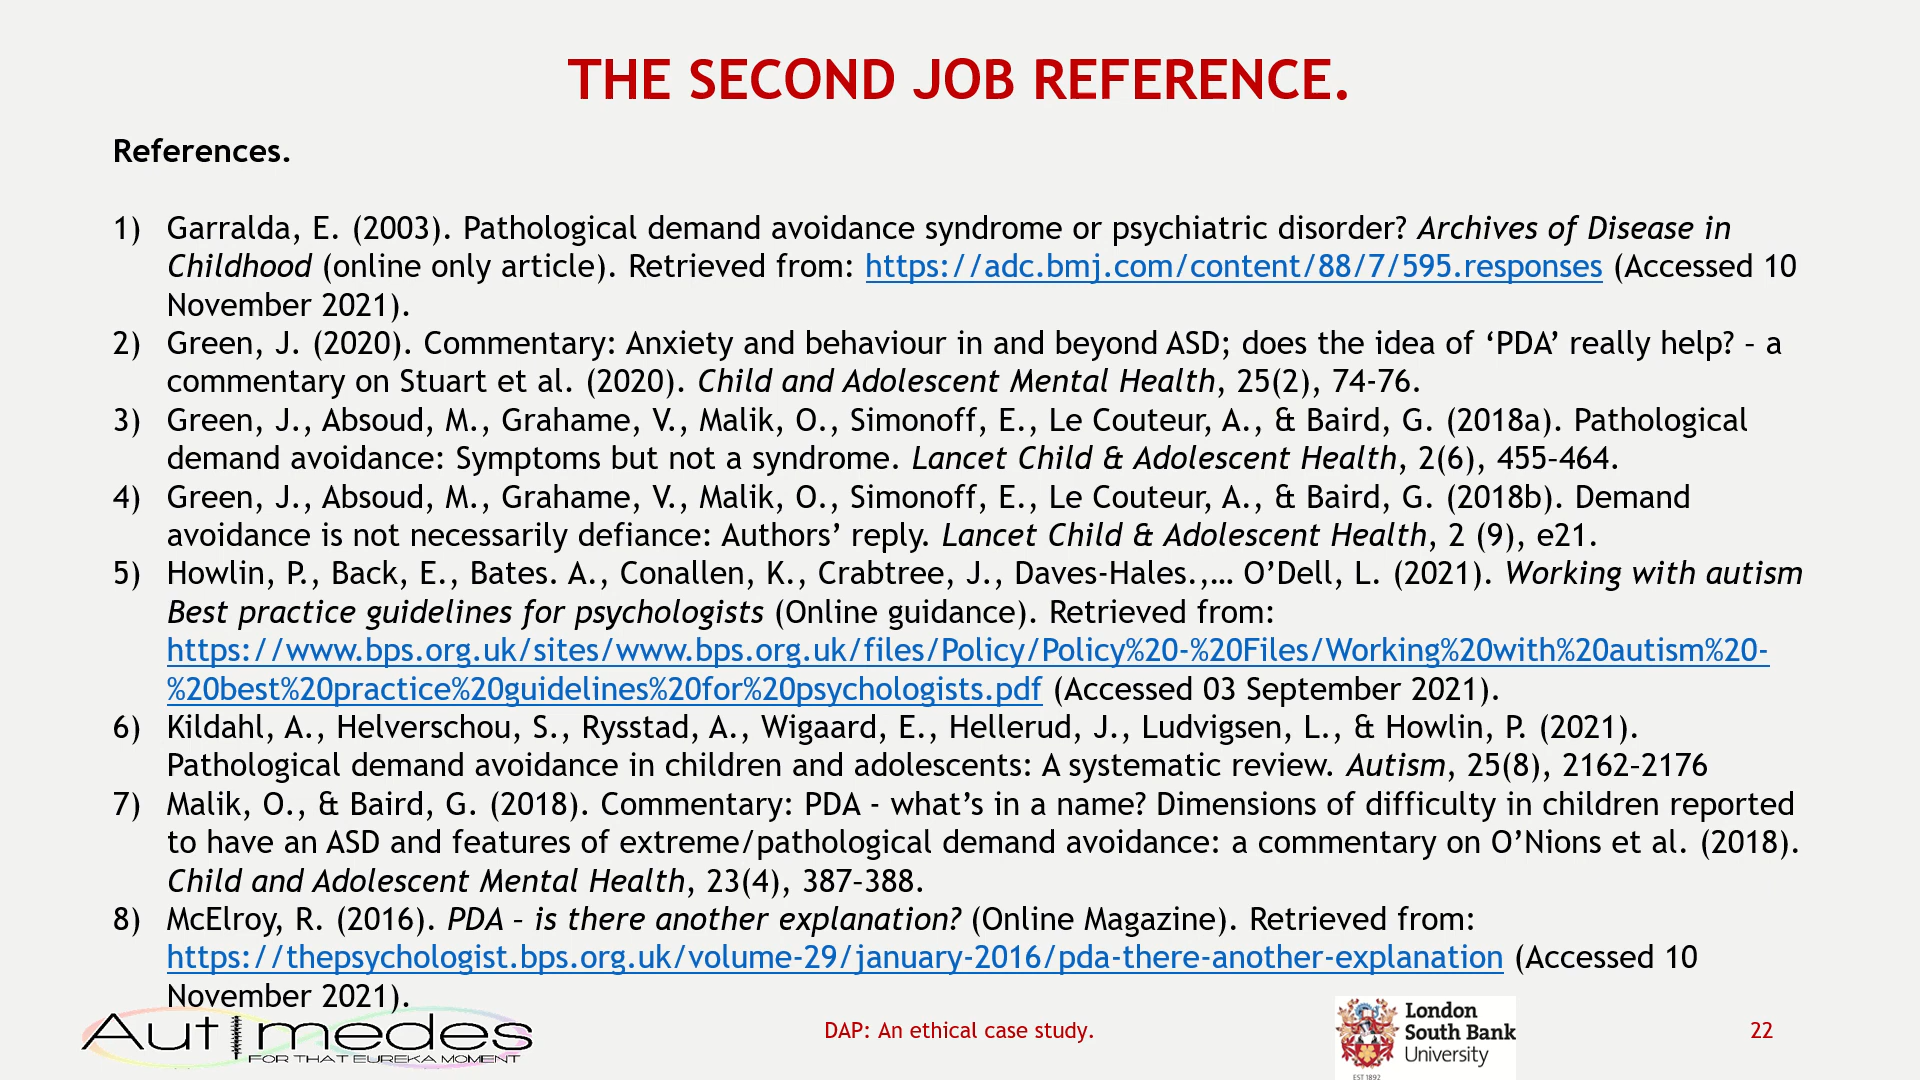 THE SECOND JOB REFERENCE.
References.
1) Garralda, E. (2003). Pathological demand avoidance syndrome or psychiatric disorder? Archives of Disease in
Childhood (online only article). Retrieved from: https://adc.bmj.com/content/88/7/595.responses (Accessed 10
November 2021).
2) Green, J. (2020). Commentary: Anxiety and behaviour in and beyond ASD; does the idea of ‘PDA’ really help? – a
commentary on Stuart et al. (2020). Child and Adolescent Mental Health, 25(2), 74-76.
3) Green, J., Absoud, M., Grahame, V., Malik, O., Simonoff, E., Le Couteur, A., & Baird, G. (2018a). Pathological
demand avoidance: Symptoms but not a syndrome. Lancet Child & Adolescent Health, 2(6), 455–464.
4) Green, J., Absoud, M., Grahame, V., Malik, O., Simonoff, E., Le Couteur, A., & Baird, G. (2018b). Demand
avoidance is not necessarily defiance: Authors’ reply. Lancet Child & Adolescent Health, 2 (9), e21.
5) Howlin, P., Back, E., Bates. A., Conallen, K., Crabtree, J., Daves-Hales.,… O’Dell, L. (2021). Working with autism
Best practice guidelines for psychologists (Online guidance). Retrieved from:
https://www.bps.org.uk/sites/www.bps.org.uk/files/Policy/Policy%20-%20Files/Working%20with%20autism%20-
%20best%20practice%20guidelines%20for%20psychologists.pdf (Accessed 03 September 2021).
6) Kildahl, A., Helverschou, S., Rysstad, A., Wigaard, E., Hellerud, J., Ludvigsen, L., & Howlin, P. (2021).
Pathological demand avoidance in children and adolescents: A systematic review. Autism, 25(8), 2162–2176
7) Malik, O., & Baird, G. (2018). Commentary: PDA - what’s in a name? Dimensions of difficulty in children reported
to have an ASD and features of extreme/pathological demand avoidance: a commentary on O’Nions et al. (2018).
Child and Adolescent Mental Health, 23(4), 387–388.
8) McElroy, R. (2016). PDA – is there another explanation? (Online Magazine). Retrieved from:
https://thepsychologist.bps.org.uk/volume-29/january-2016/pda-there-another-explanation (Accessed 10
November 2021).
Autimedes
FOR THAT EUREKA MOMENT
DAP: An ethical case study.
London
South Bank
University
EST 1892
22